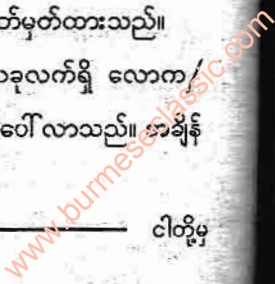 တ်မှတ်ထားသည်။
ခုလက်ရှိ လောက/
ပေါ် လာသည်။ အချိန်
ငါတို့မှ
www.burmeseclassic.com